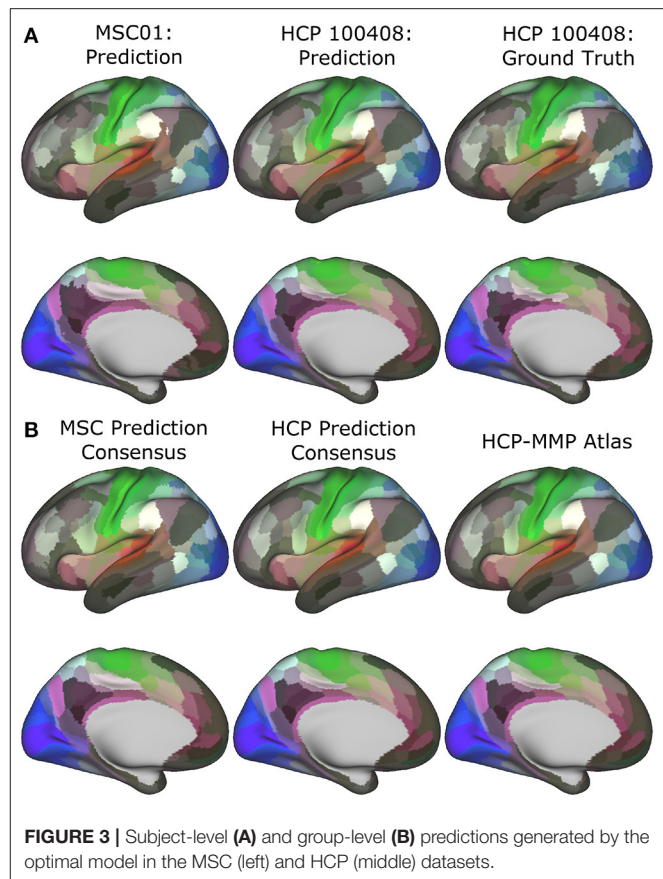 A
MSC01:
Prediction
HCP 100408:
Prediction
HCP 100408:
Ground Truth
B
MSC Prediction
Consensus
HCP Prediction
Consensus
HCP-MMP Atlas
FIGURE 3 | Subject-level (A) and group-level (B) predictions generated by the
optimal model in the MSC (left) and HCP (middle) datasets.